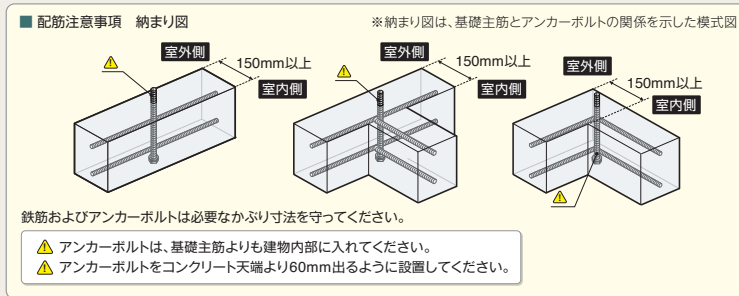 ■ 配筋注意事項　納まり図
※納まり図は、基礎主筋とアンカーボルトの関係を示した模式図
室外側
150mm以上
室内側
室外側
150mm以上
室内側
室外側
150mm以上
室内側
鉄筋およびアンカーボルトは必要なかぶり寸法を守ってください。
アンカーボルトは、基礎主筋よりも建物内部に入れてください。
アンカーボルトをコンクリート天端より60mm出るように設置してください。